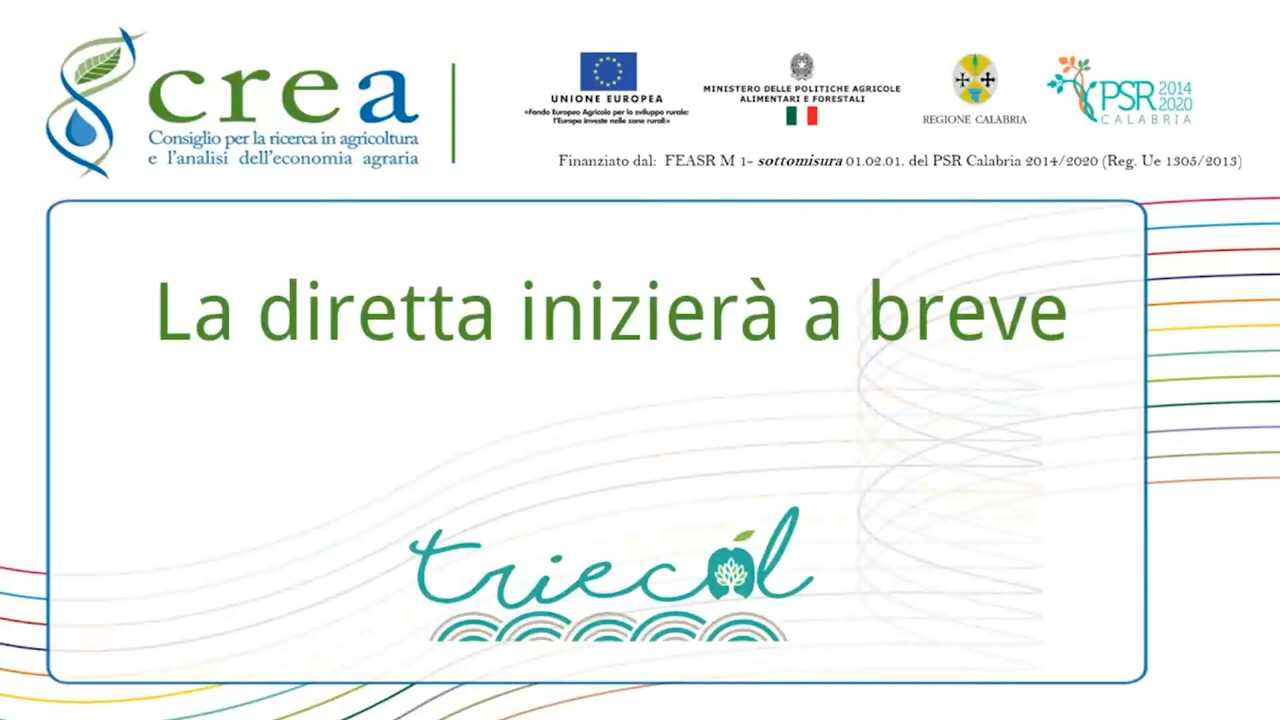 crea
Consiglio per la ricerca in agricoltura
e l'analisi dell'economia agraria
UNIONE EUROPEA
«Fondo Europeo Agricolo per lo sviluppo rurale:
l'Europa investe nelle zone rurali»
MINISTERO DELLE POLITICHE AGRICOLE
ALIMENTARI E FORESTALI
REGIONE CALABRIA
PSR 2014
2020
CALABRIA
Finanziato dal: FEASR M 1- sottomisura 01.02.01. del PSR Calabria 2014/2020 (Reg. Ue 1305/2013)
La diretta inizierà a breve
triecol